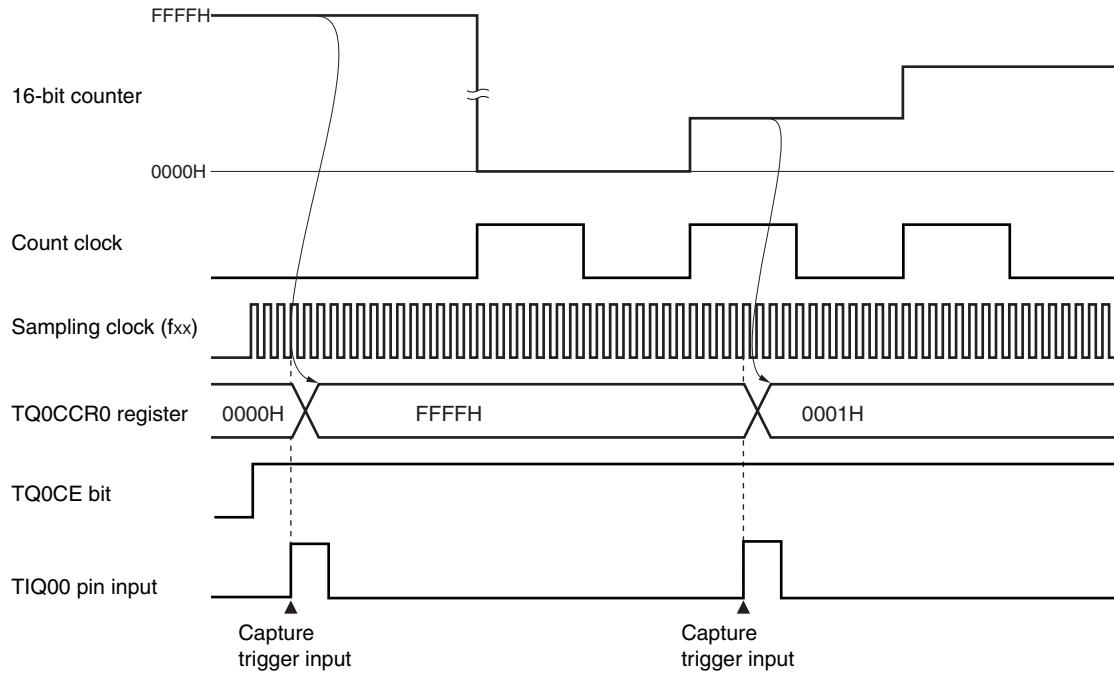 FFFFH
16-bit counter
0000H
Count clock
Sampling clock (fxx)
TQ0CCR0 register
0000H
FFFFH
0001H
TQ0CE bit
TIQ00 pin input
Capture
trigger input
Capture
trigger input